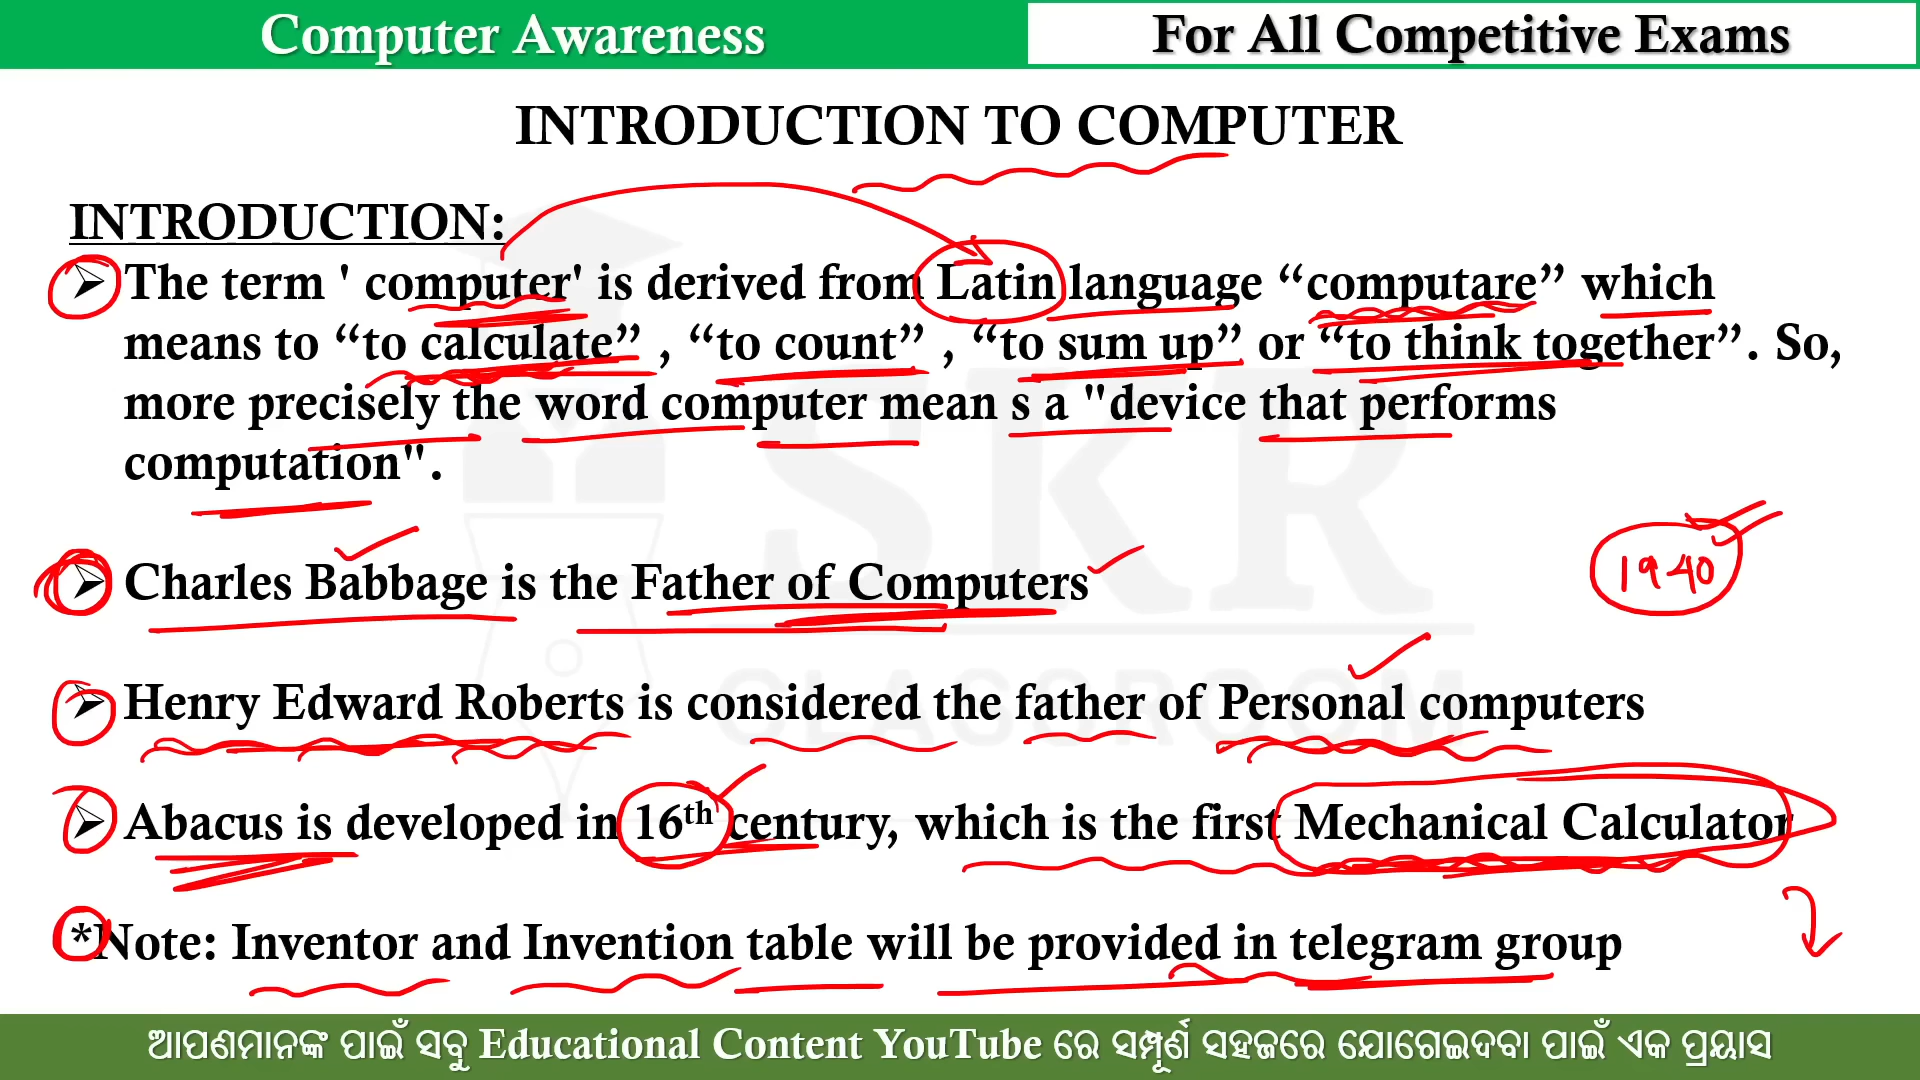 Computer Awareness
For All Competitive Exams
INTRODUCTION TO COMPUTER
INTRODUCTION:
➢ The term ' computer' is derived from Latin language “computare” which
means to “to calculate” , “to count” , “to sum up” or “to think together”. So,
more precisely the word computer mean s a "device that performs
computation".
1940
➢ Charles Babbage is the Father of Computers
➢ Henry Edward Roberts is considered the father of Personal computers
➢ Abacus is developed in 16th century, which is the first Mechanical Calculator
*Note: Inventor and Invention table will be provided in telegram group
SKR
CLASSROOM
ଆପଣମାନଙ୍କ ପାଇଁ ସବୁ Educational Content YouTube ରେ ସମ୍ପୂର୍ଣ ସହଜରେ ଯୋଗେଇଦବା ପାଇଁ ଏକ ପ୍ରୟାସ